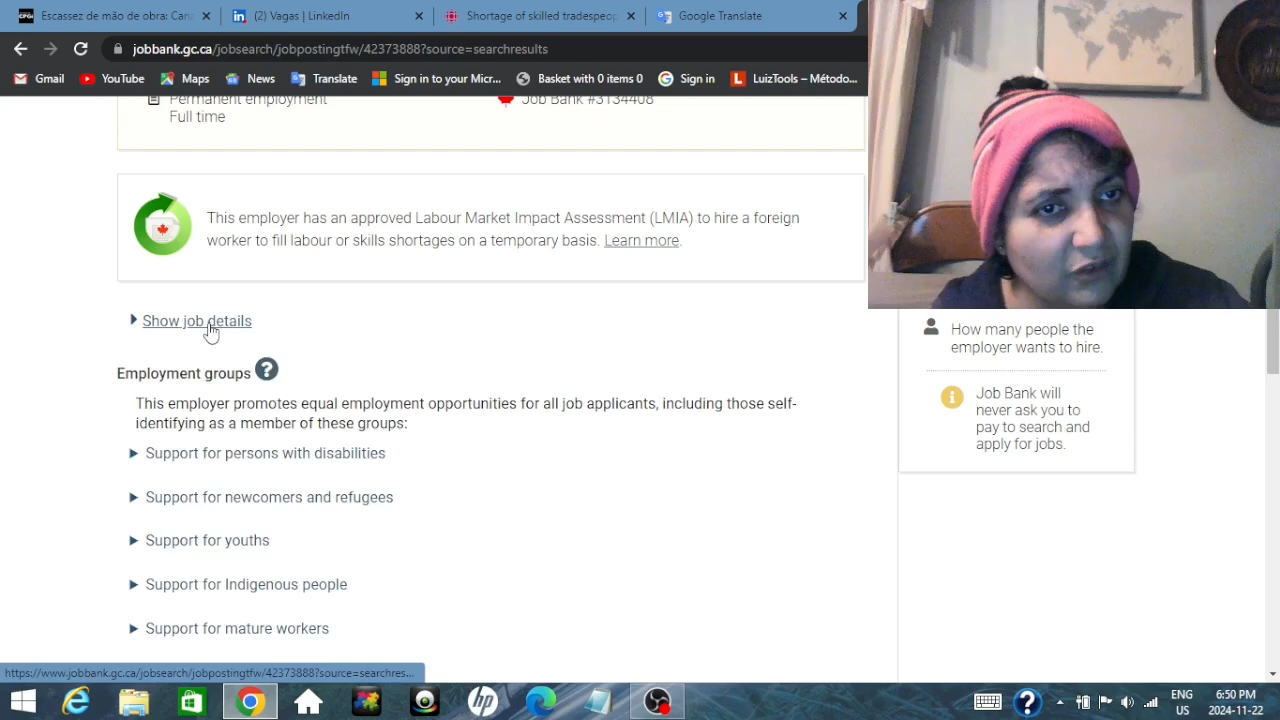 Escassez de mão de obra: Can
(2) Vagas | LinkedIn
Shortage of skilled tradespeop
Google Translate
jobbank.gc.ca/jobsearch/jobpostingtfw/42373888?source=searchresults
Gmail
YouTube
Maps
News
Translate
Sign in to your Micr...
Basket with 0 items 0
Sign in
LuizTools – Método...
Permanent employment
Full time
Job Bank #3134408
This employer has an approved Labour Market Impact Assessment (LMIA) to hire a foreign
worker to fill labour or skills shortages on a temporary basis. Learn more.
Show job details
Employment groups ?
This employer promotes equal employment opportunities for all job applicants, including those self-
identifying as a member of these groups:
Support for persons with disabilities
Support for newcomers and refugees
Support for youths
Support for Indigenous people
Support for mature workers
How many people the
employer wants to hire.
Job Bank will
never ask you to
pay to search and
apply for jobs.
https://www.jobbank.gc.ca/jobsearch/jobpostingtfw/42373888?source=searchres...
ENG
US
6:50 PM
2024-11-22